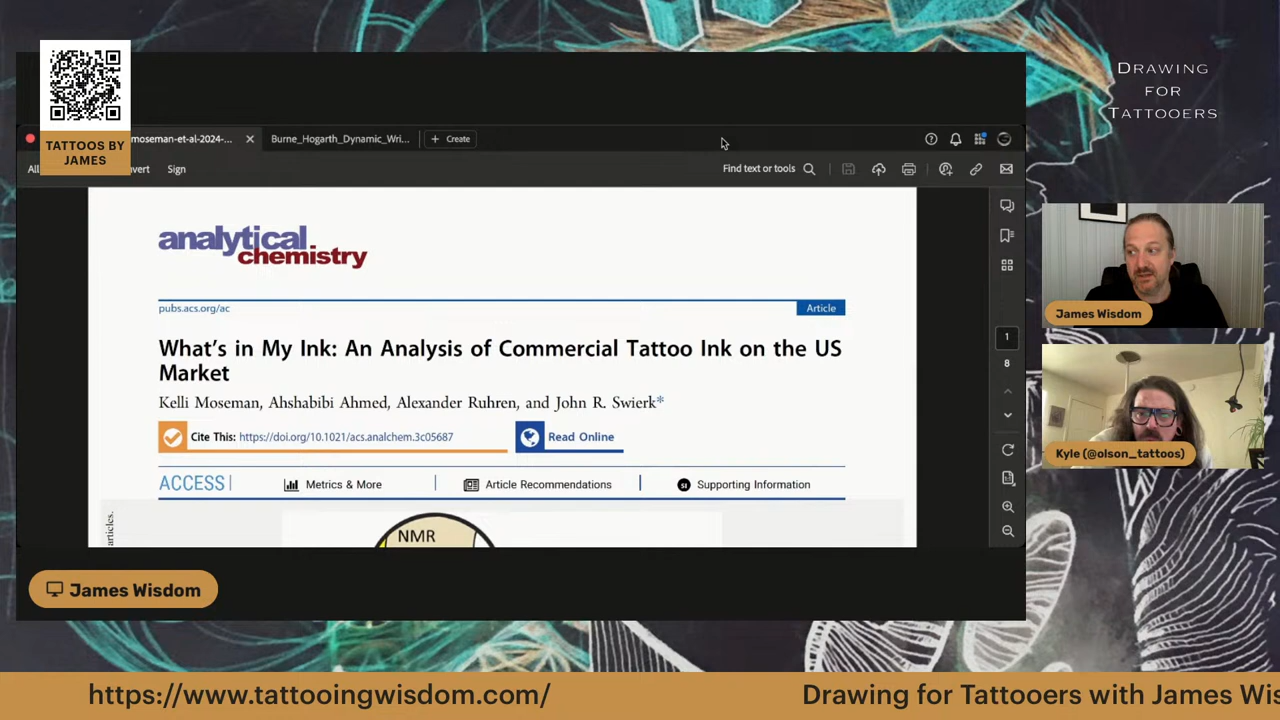 TATTOOS BY
JAMES
moseman-et-al-2024-...
Burne_Hogarth_Dynamic_Wri...
+ Create
All
nvert
Sign
Find text or tools
analytical
chemistry
pubs.acs.org/ac
Article
What's in My Ink: An Analysis of Commercial Tattoo Ink on the US
Market
Kelli Moseman, Ahshabibi Ahmed, Alexander Ruhren, and John R. Swierk*
Cite This: https://doi.org/10.1021/acs.analchem.3c05687
Read Online
ACCESS
Metrics & More
Article Recommendations
SI
Supporting Information
articles.
NMR
1
8
James Wisdom
DRAWING
FOR
TATTOOERS
James Wisdom
Kyle (@olson_tattoos)
https://www.tattooingwisdom.com/
Drawing for Tattooers with James Wis